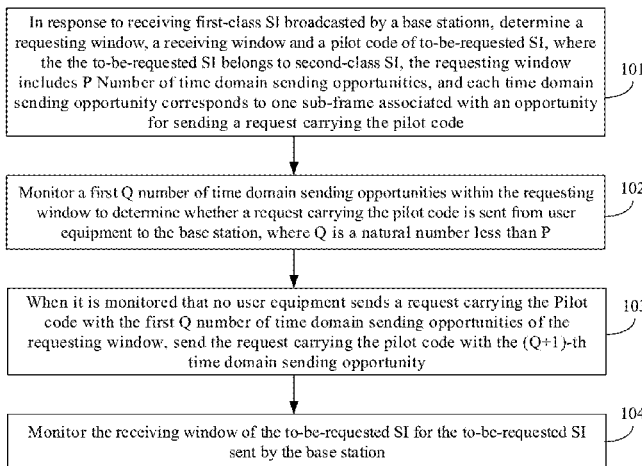 In response to receiving first-class SI broadcasted by a base stationn, determine a
requesting window, a receiving window and a pilot code of to-be-requested SI, where
the the to-be-requested SI belongs to second-class SI, the requesting window
includes P Number of time domain sending opportunities, and each time domain
sending opportunity corresponds to one sub-frame associated with an opportunity
for sending a request carrying the pilot code
101
Monitor a first Q number of time domain sending opportunities within the requesting
window to determine whether a request carrying the pilot code is sent from user
equipment to the base station, where Q is a natural number less than P
102
When it is monitored that no user equipment sends a request carrying the Pilot
code with the first Q number of time domain sending opportunities of the
requesting window, send the request carrying the pilot code with the (Q+1)-th
time domain sending opportunity
103
Monitor the receiving window of the to-be-requested SI for the to-be-requested SI
sent by the base station
104